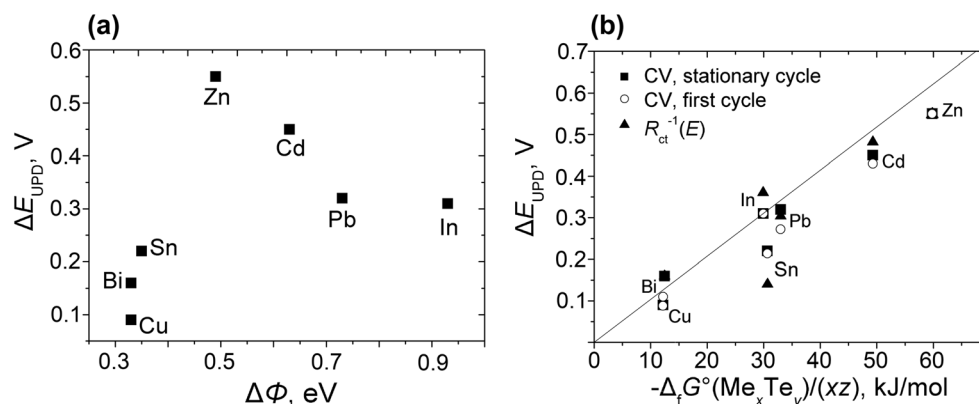 (a)
0.6
0.5
0.4
0.3
0.2
0.1
ΔE_UPD, V
Zn
Cd
Pb
In
Sn
Bi
Cu
0.3 0.5 0.7 0.9
ΔΦ, eV
(b)
0.7
0.6
0.5
0.4
0.3
0.2
0.1
ΔE_UPD, V
■ CV, stationary cycle
○ CV, first cycle
▲ R_ct^-1(E)
Zn
Cd
In
Pb
Sn
Bi
Cu
0 10 20 30 40 50 60
-Δ_fG°(Me_xTe_y)/(xz), kJ/mol